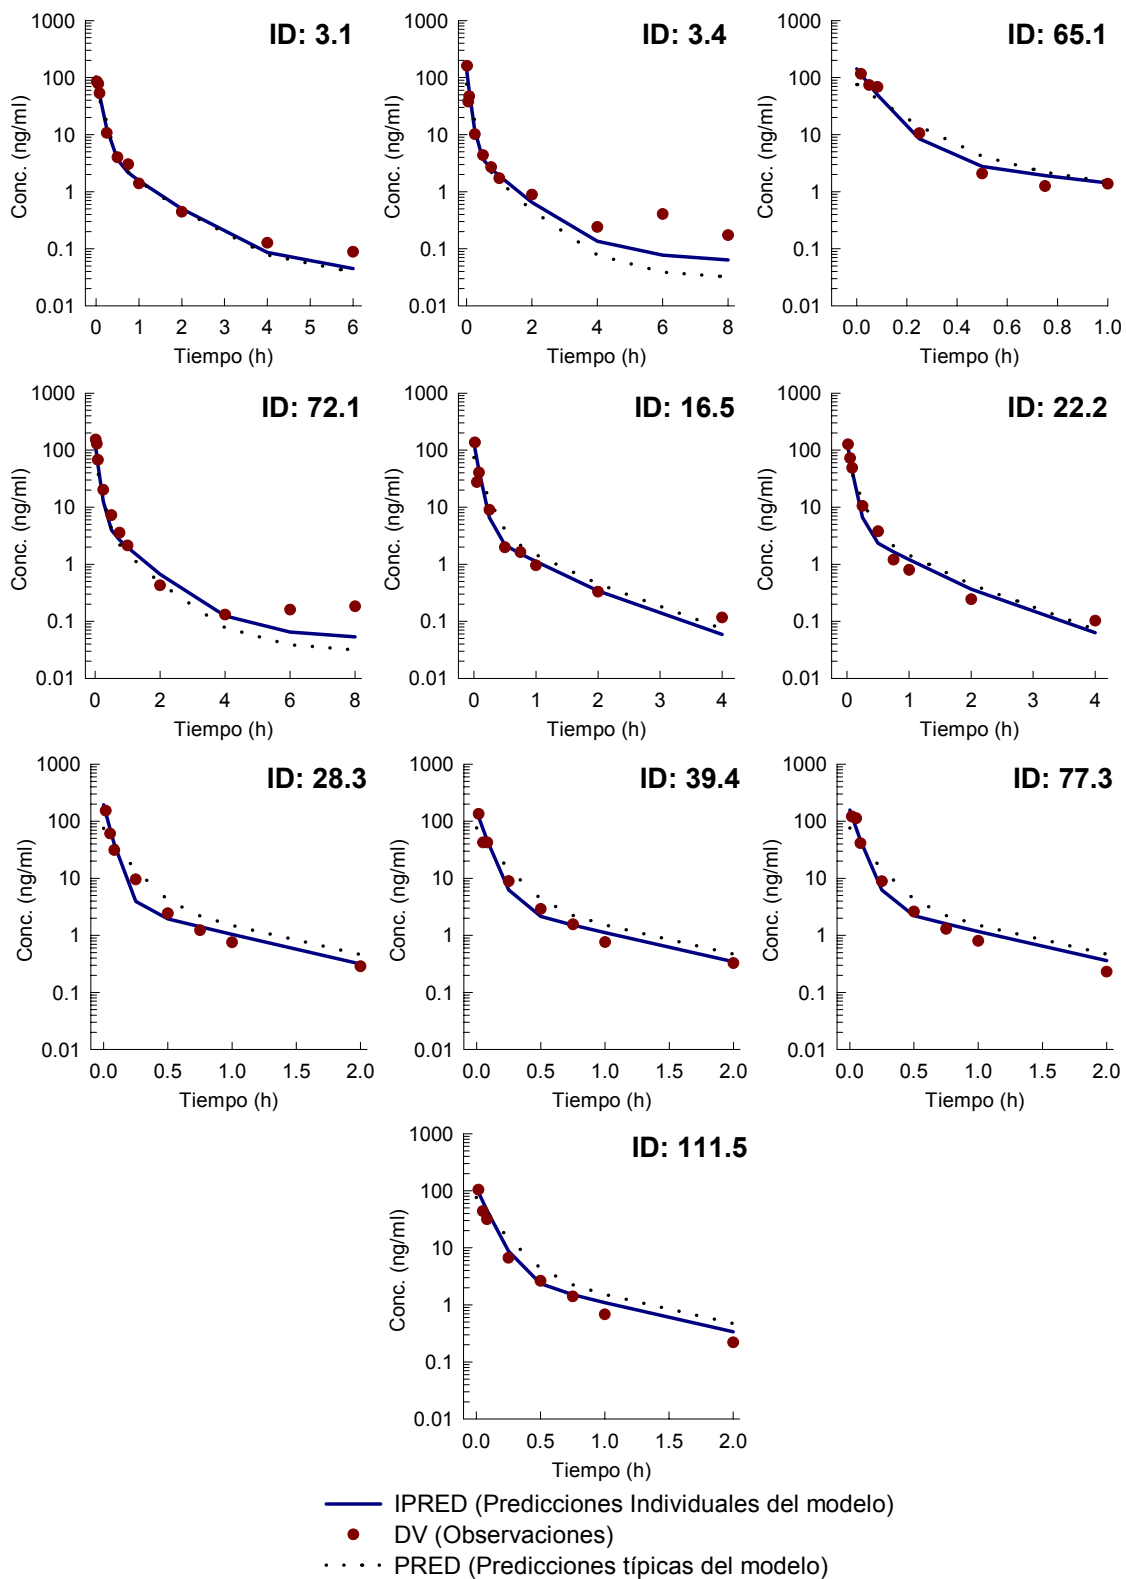 ID: 3.1
1000
100
10
1
0.1
0.01
Conc. (ng/ml)
0 1 2 3 4 5 6
Tiempo (h)
ID: 3.4
1000
100
10
1
0.1
0.01
Conc. (ng/ml)
0 2 4 6 8
Tiempo (h)
ID: 65.1
1000
100
10
1
0.1
0.01
Conc. (ng/ml)
0.0 0.2 0.4 0.6 0.8 1.0
Tiempo (h)
ID: 72.1
1000
100
10
1
0.1
0.01
Conc. (ng/ml)
0 2 4 6 8
Tiempo (h)
ID: 16.5
1000
100
10
1
0.1
0.01
Conc. (ng/ml)
0 1 2 3 4
Tiempo (h)
ID: 22.2
1000
100
10
1
0.1
0.01
Conc. (ng/ml)
0 1 2 3 4
Tiempo (h)
ID: 28.3
1000
100
10
1
0.1
0.01
Conc. (ng/ml)
0.0 0.5 1.0 1.5 2.0
Tiempo (h)
ID: 39.4
1000
100
10
1
0.1
0.01
Conc. (ng/ml)
0.0 0.5 1.0 1.5 2.0
Tiempo (h)
ID: 77.3
1000
100
10
1
0.1
0.01
Conc. (ng/ml)
0.0 0.5 1.0 1.5 2.0
Tiempo (h)
ID: 111.5
1000
100
10
1
0.1
0.01
Conc. (ng/ml)
0.0 0.5 1.0 1.5 2.0
Tiempo (h)
IPRED (Predicciones Individuales del modelo)
DV (Observaciones)
PRED (Predicciones típicas del modelo)